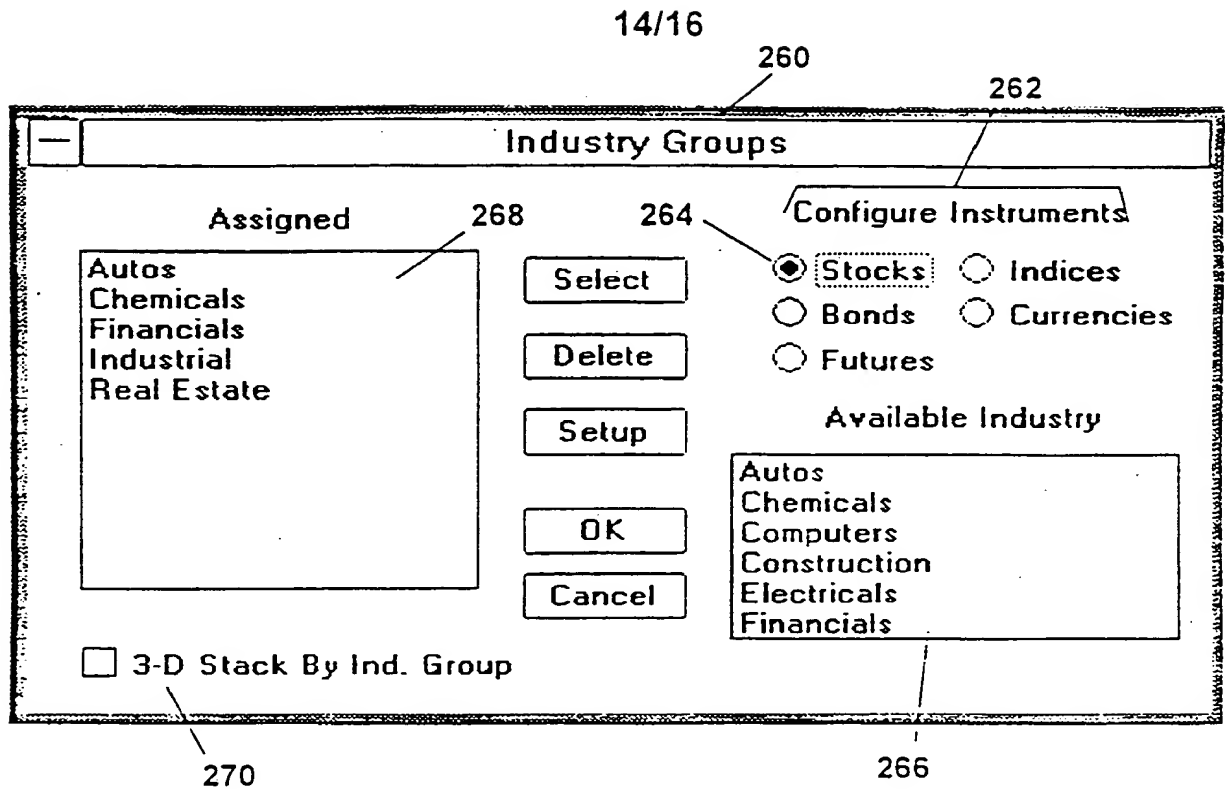 14/16
260
262
Industry Groups
Assigned
268
264
Configure Instruments
Autos
Chemicals
Financials
Industrial
Real Estate
Select
Delete
Setup
OK
Cancel
Stocks
Indices
Bonds
Currencies
Futures
Available Industry
Autos
Chemicals
Computers
Construction
Electricals
Financials
3-D Stack By Ind. Group
270
266